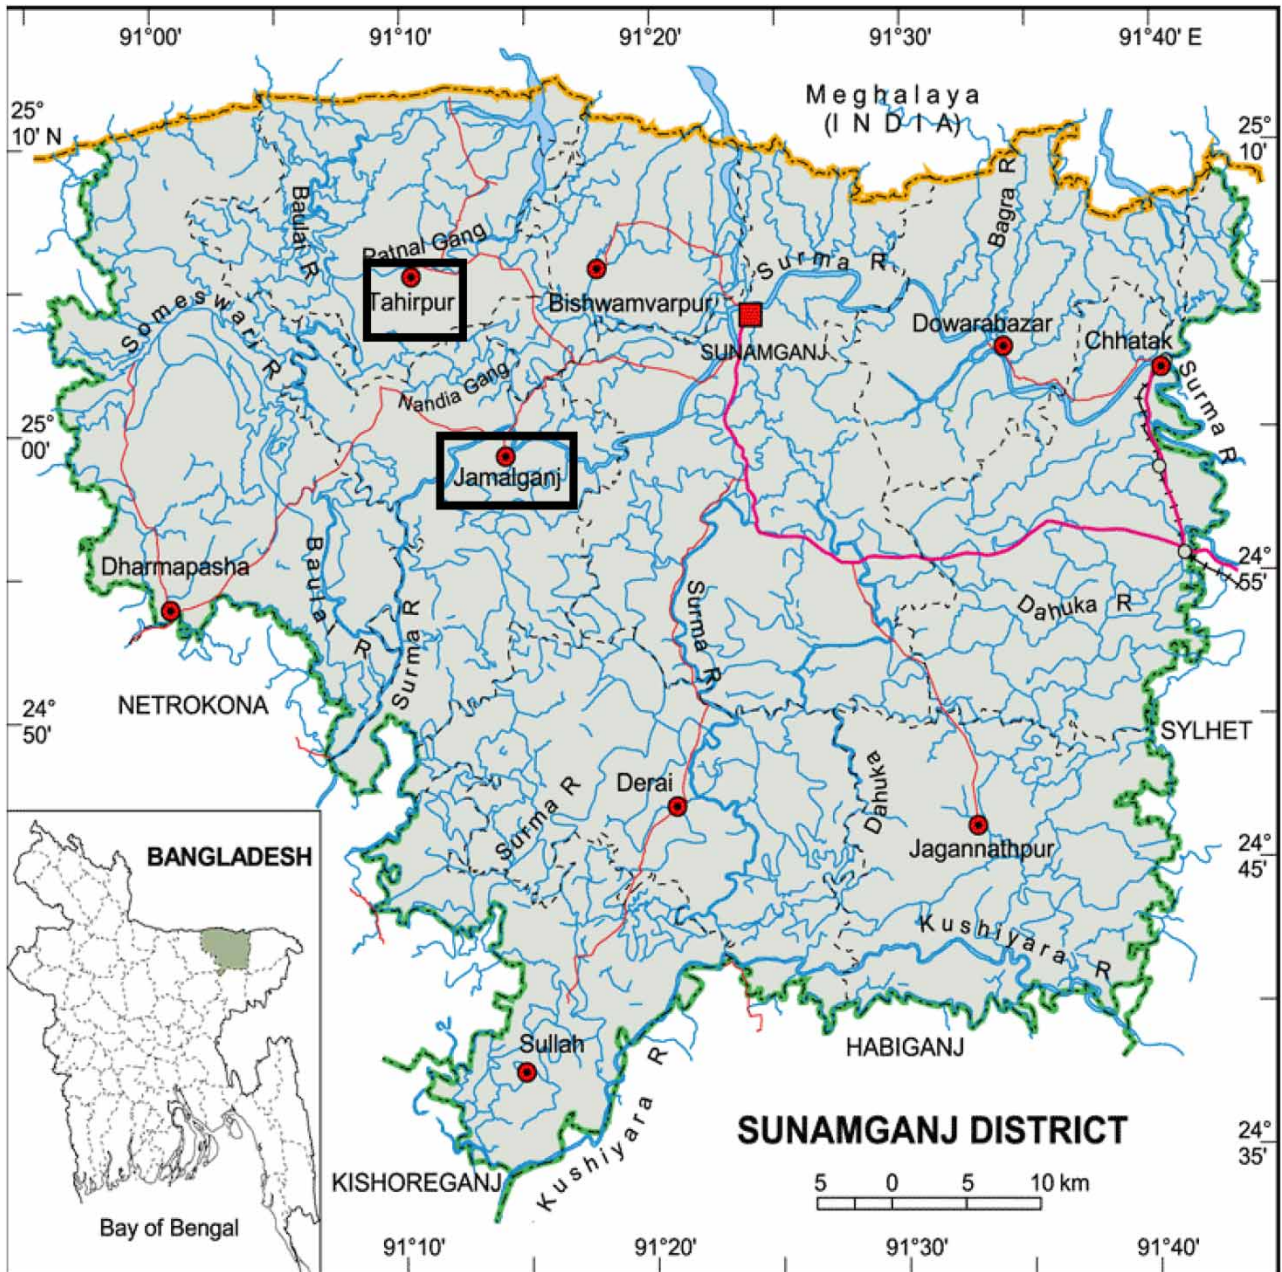 91°00'
91°10'
91°20'
91°30'
91°40' E
Meghalaya
(I N D I A)
25°
10' N
25°
10'
Baulai R
Bagra R
Patnal Gang
Surma R
Tahirpur
Bishwamvarpur
Someswari R
Dowarabazar
Chhatak
SUNAMGANJ
Surma R
Nandia Gang
25°
00'
Jamalganj
Dharmapasha
Baulai R
24°
55'
Surma R
Surma R
Dahuka R
NETROKONA
24°
50'
SYLHET
Derai
Surma R
Dahuka
Jagannathpur
24°
45'
BANGLADESH
Kushiyara R
Sullah
HABIGANJ
Kushiyara R
SUNAMGANJ DISTRICT
24°
35'
KISHOREGANJ
5 0 5 10 km
Bay of Bengal
91°10'
91°20'
91°30'
91°40'